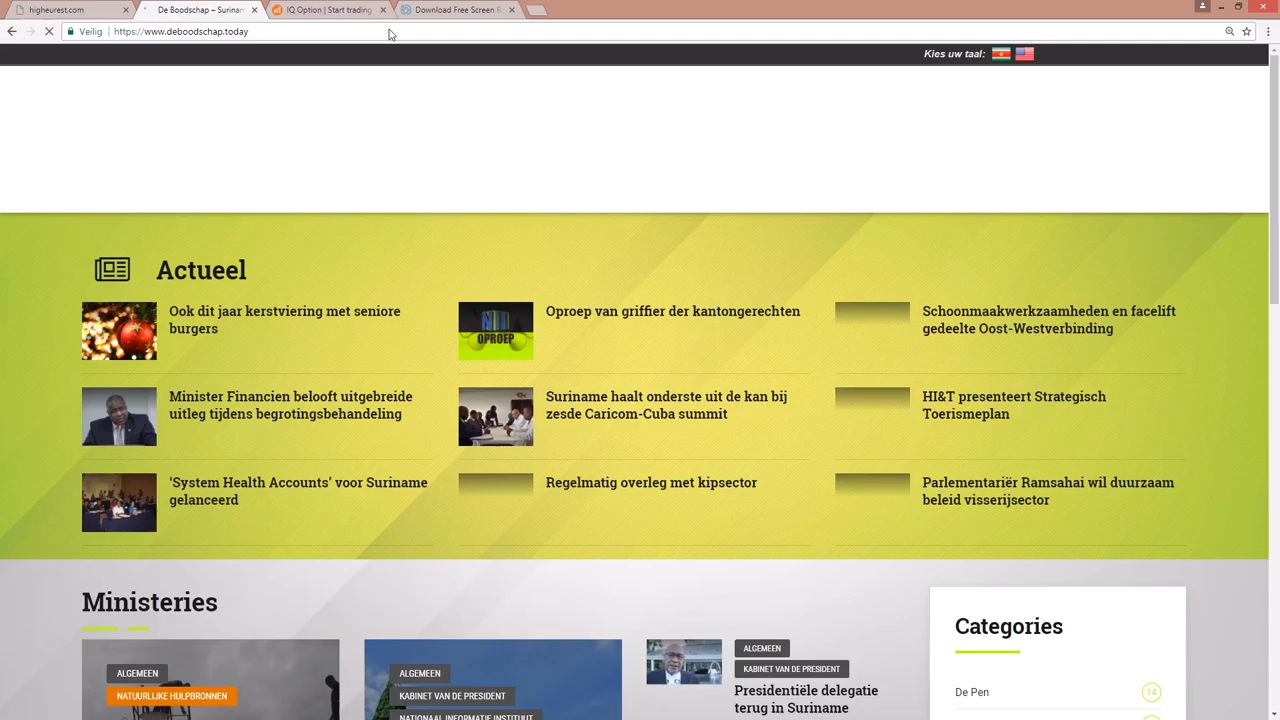 higheurest.com
De Boodschap – Surinam
IQ Option | Start trading
Download Free Screen R
Veilig
https://www.deboodschap.today
Kies uw taal:
Actueel
Ook dit jaar kerstviering met seniore
burgers
OPROEP
Oproep van griffier der kantongerechten
Schoonmaakwerkzaamheden en facelift
gedeelte Oost-Westverbinding
Minister Financien belooft uitgebreide
uitleg tijdens begrotingsbehandeling
Suriname haalt onderste uit de kan bij
zesde Caricom-Cuba summit
HI&T presenteert Strategisch
Toerismeplan
‘System Health Accounts’ voor Suriname
gelanceerd
Regelmatig overleg met kipsector
Parlementariër Ramsahai wil duurzaam
beleid visserijsector
Ministeries
ALGEMEEN
NATUURLIJKE HULPBRONNEN
ALGEMEEN
KABINET VAN DE PRESIDENT
NATIONAAL INFORMATIE INSTITUUT
ALGEMEEN
KABINET VAN DE PRESIDENT
Presidentiële delegatie
terug in Suriname
Categories
De Pen
14